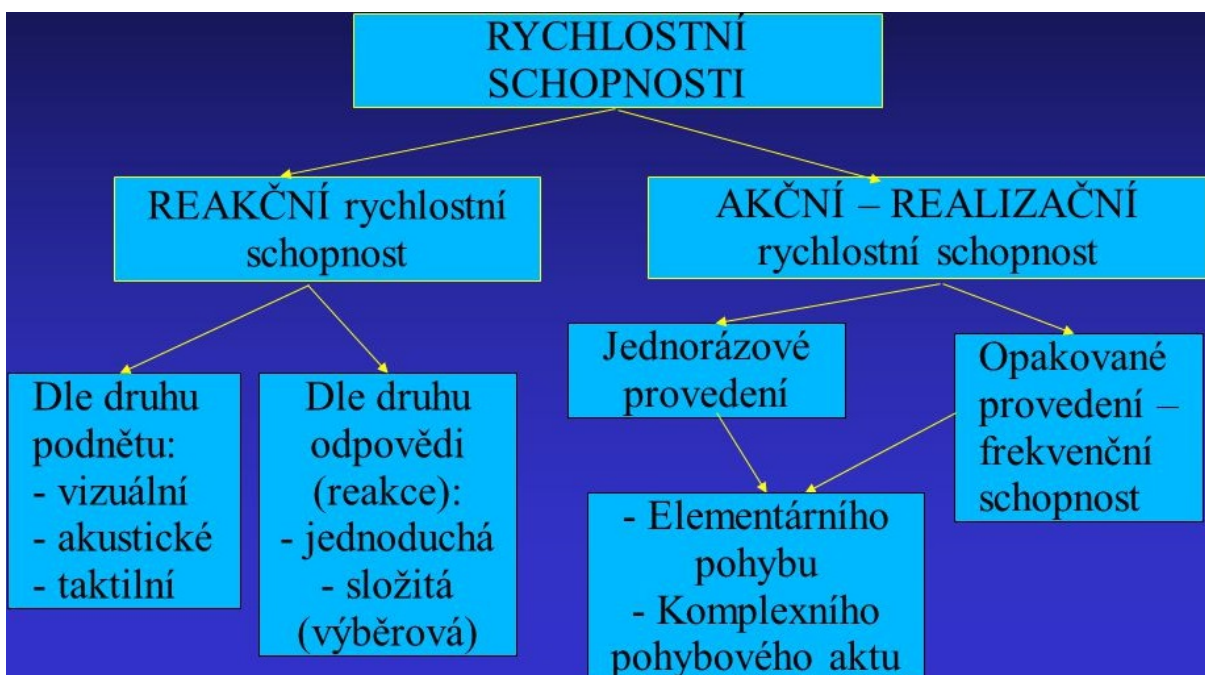 RYCHLOSTNÍ
SCHOPNOSTI
REAKČNÍ rychlostní
schopnost
AKČNÍ – REALIZAČNÍ
rychlostní schopnost
Dle druhu
podnětu:
- vizuální
- akustické
- taktilní
Dle druhu
odpovědi
(reakce):
- jednoduchá
- složitá
(výběrová)
Jednorázové
provedení
Opakované
provedení –
frekvenční
schopnost
- Elementárního
pohybu
- Komplexního
pohybového aktu